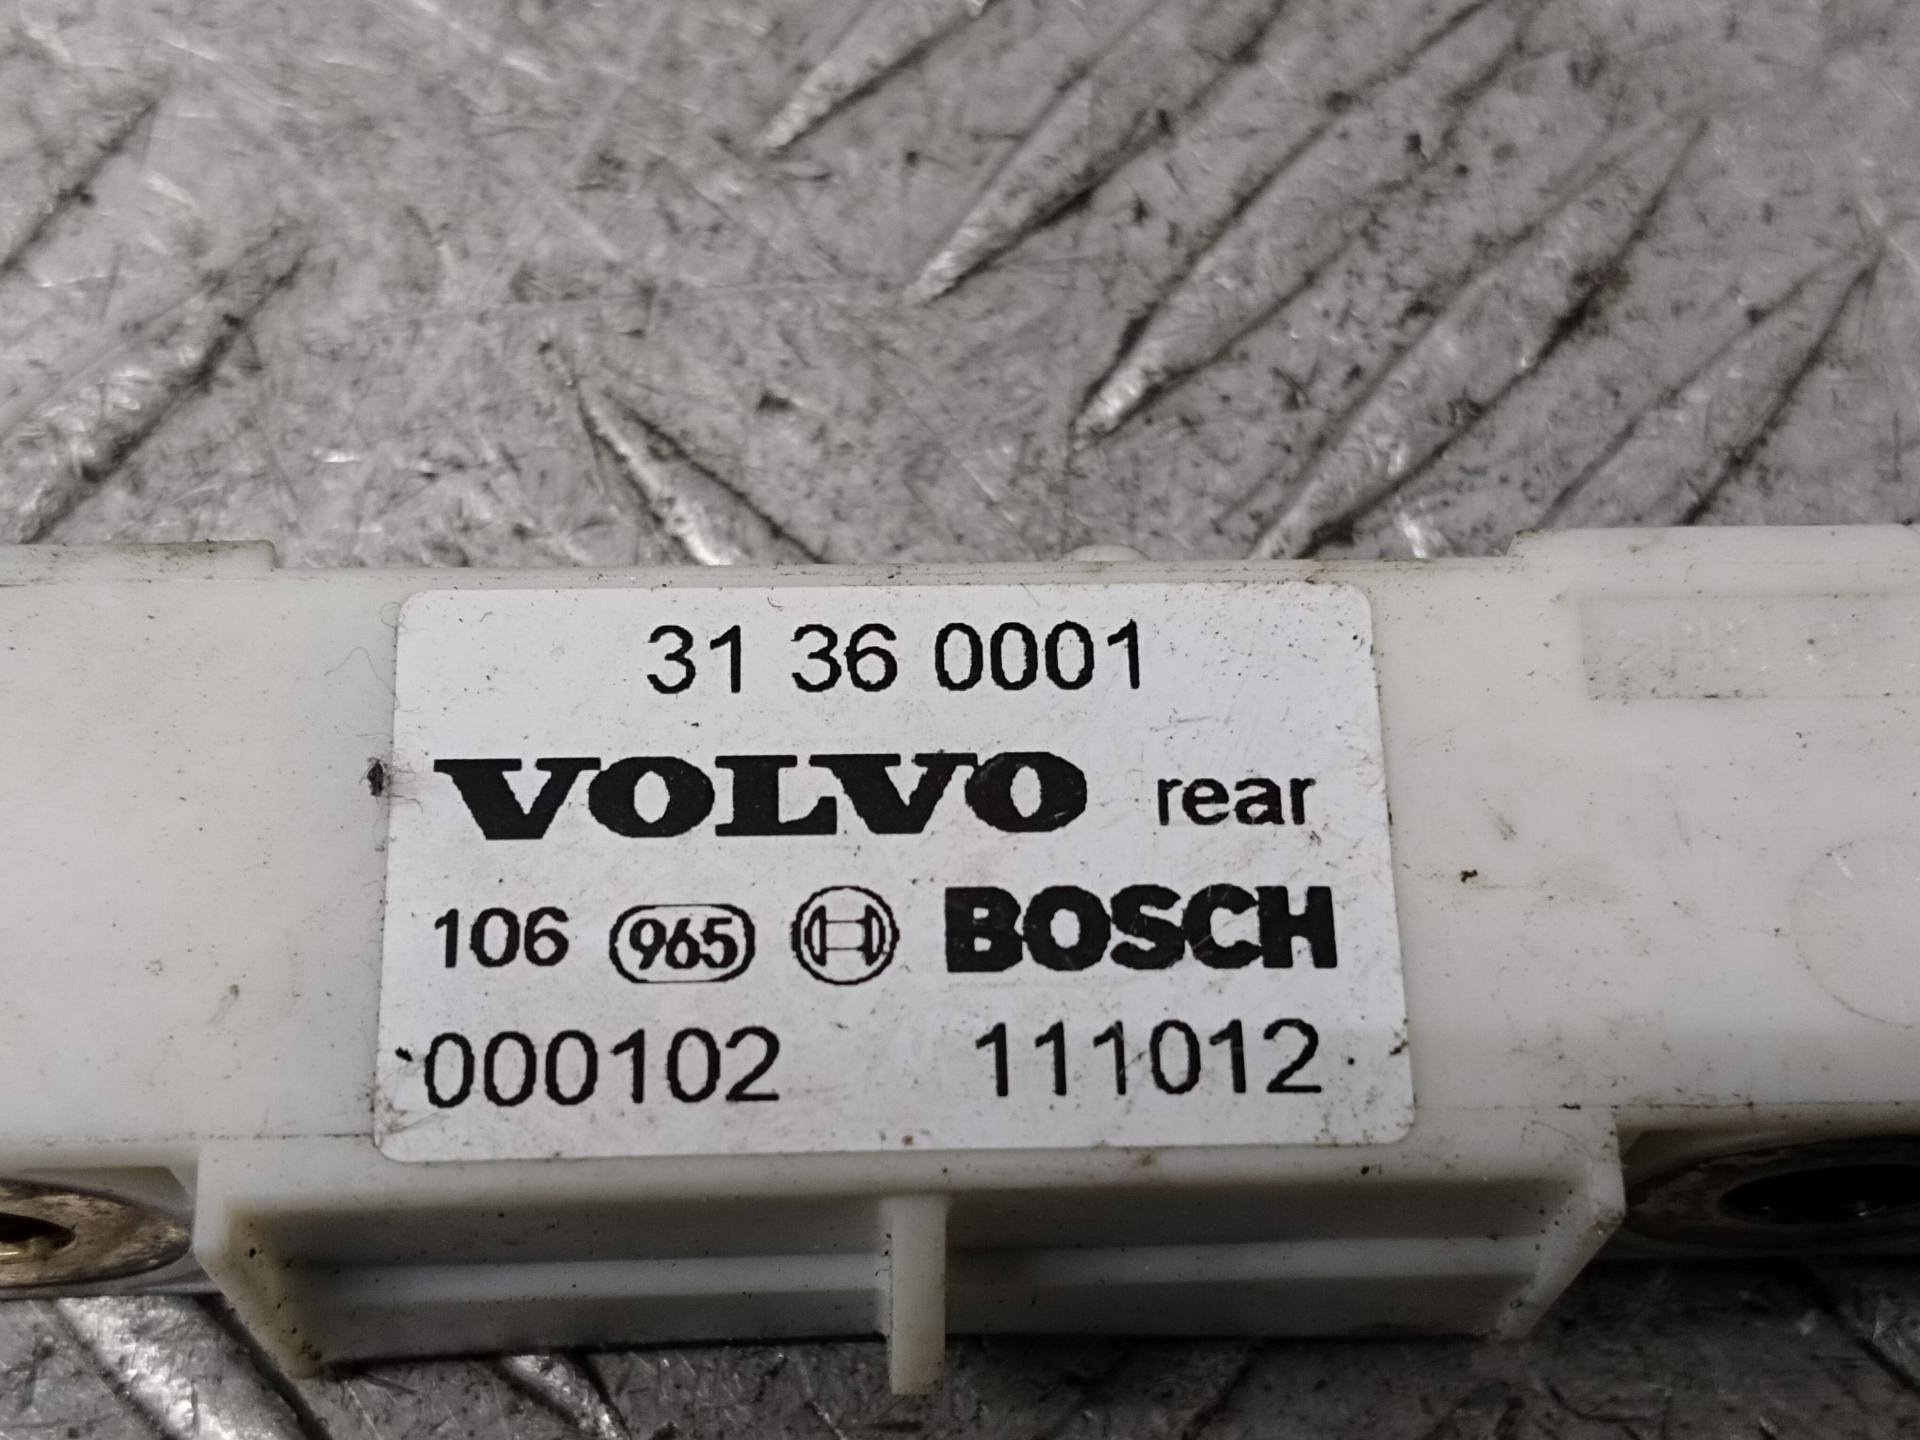 31 36 0001
VOLVO rear
106 965 BOSCH
000102 111012